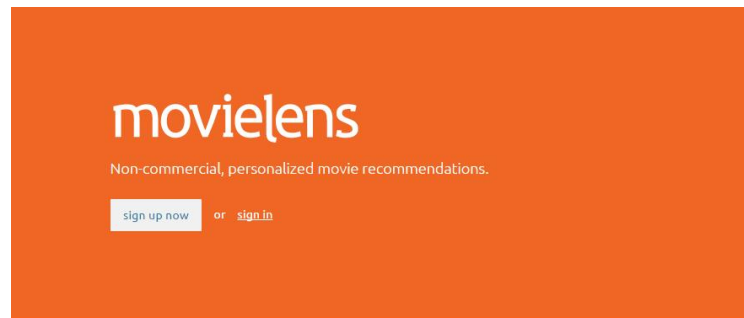 movielens
Non-commercial, personalized movie recommendations.
sign up now or sign in